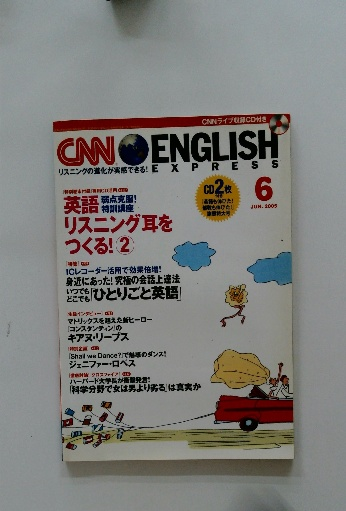 CNNライブ収録CD付き
CNN ENGLISH
EXPRESS
リスニングの進化が実感できる!
CD2枚
6
JUN. 2005
英語 弱点克服!
特訓講座
リスニング耳を
つくる! 2
ICレコーダー活用で効果倍増!
身近にあった! 究極の会話上達法
いつでも
どこでも「ひとりごと英語」
マトリックスを超えた新ヒーロー
「コンスタンティン」の
キアヌ・リーブス
「Shall we Dance?」で魅惑のダンス!
ジェニファー・ロペス
ハーバード大学長が衝撃発言!
「科学分野で女は男より劣る」は真実か